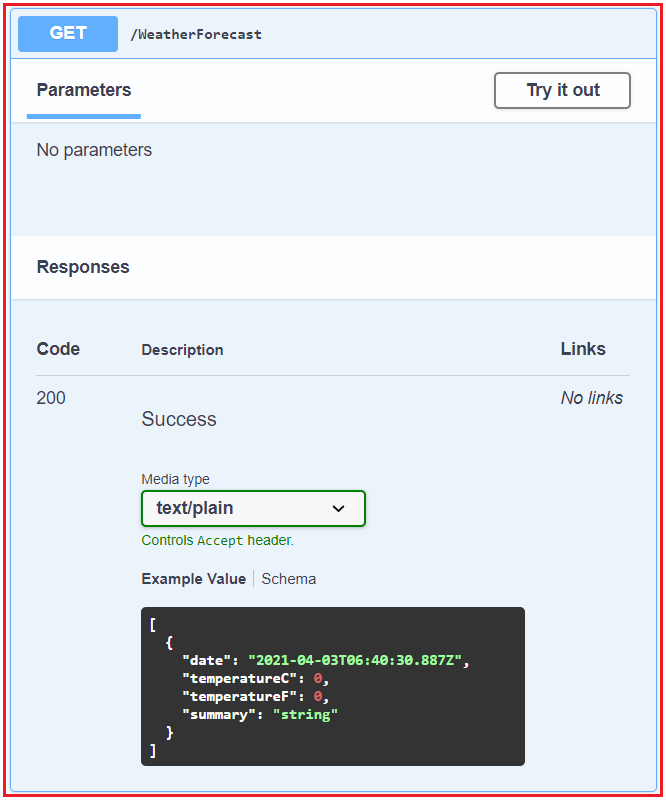 GET /WeatherForecast
Parameters Try it out
No parameters
Responses
Code Description Links
200 No links
Success
Media type
text/plain
Controls Accept header.
Example Value Schema
[
  {
    "date": "2021-04-03T06:40:30.887Z",
    "temperatureC": 0,
    "temperatureF": 0,
    "summary": "string"
  }
]